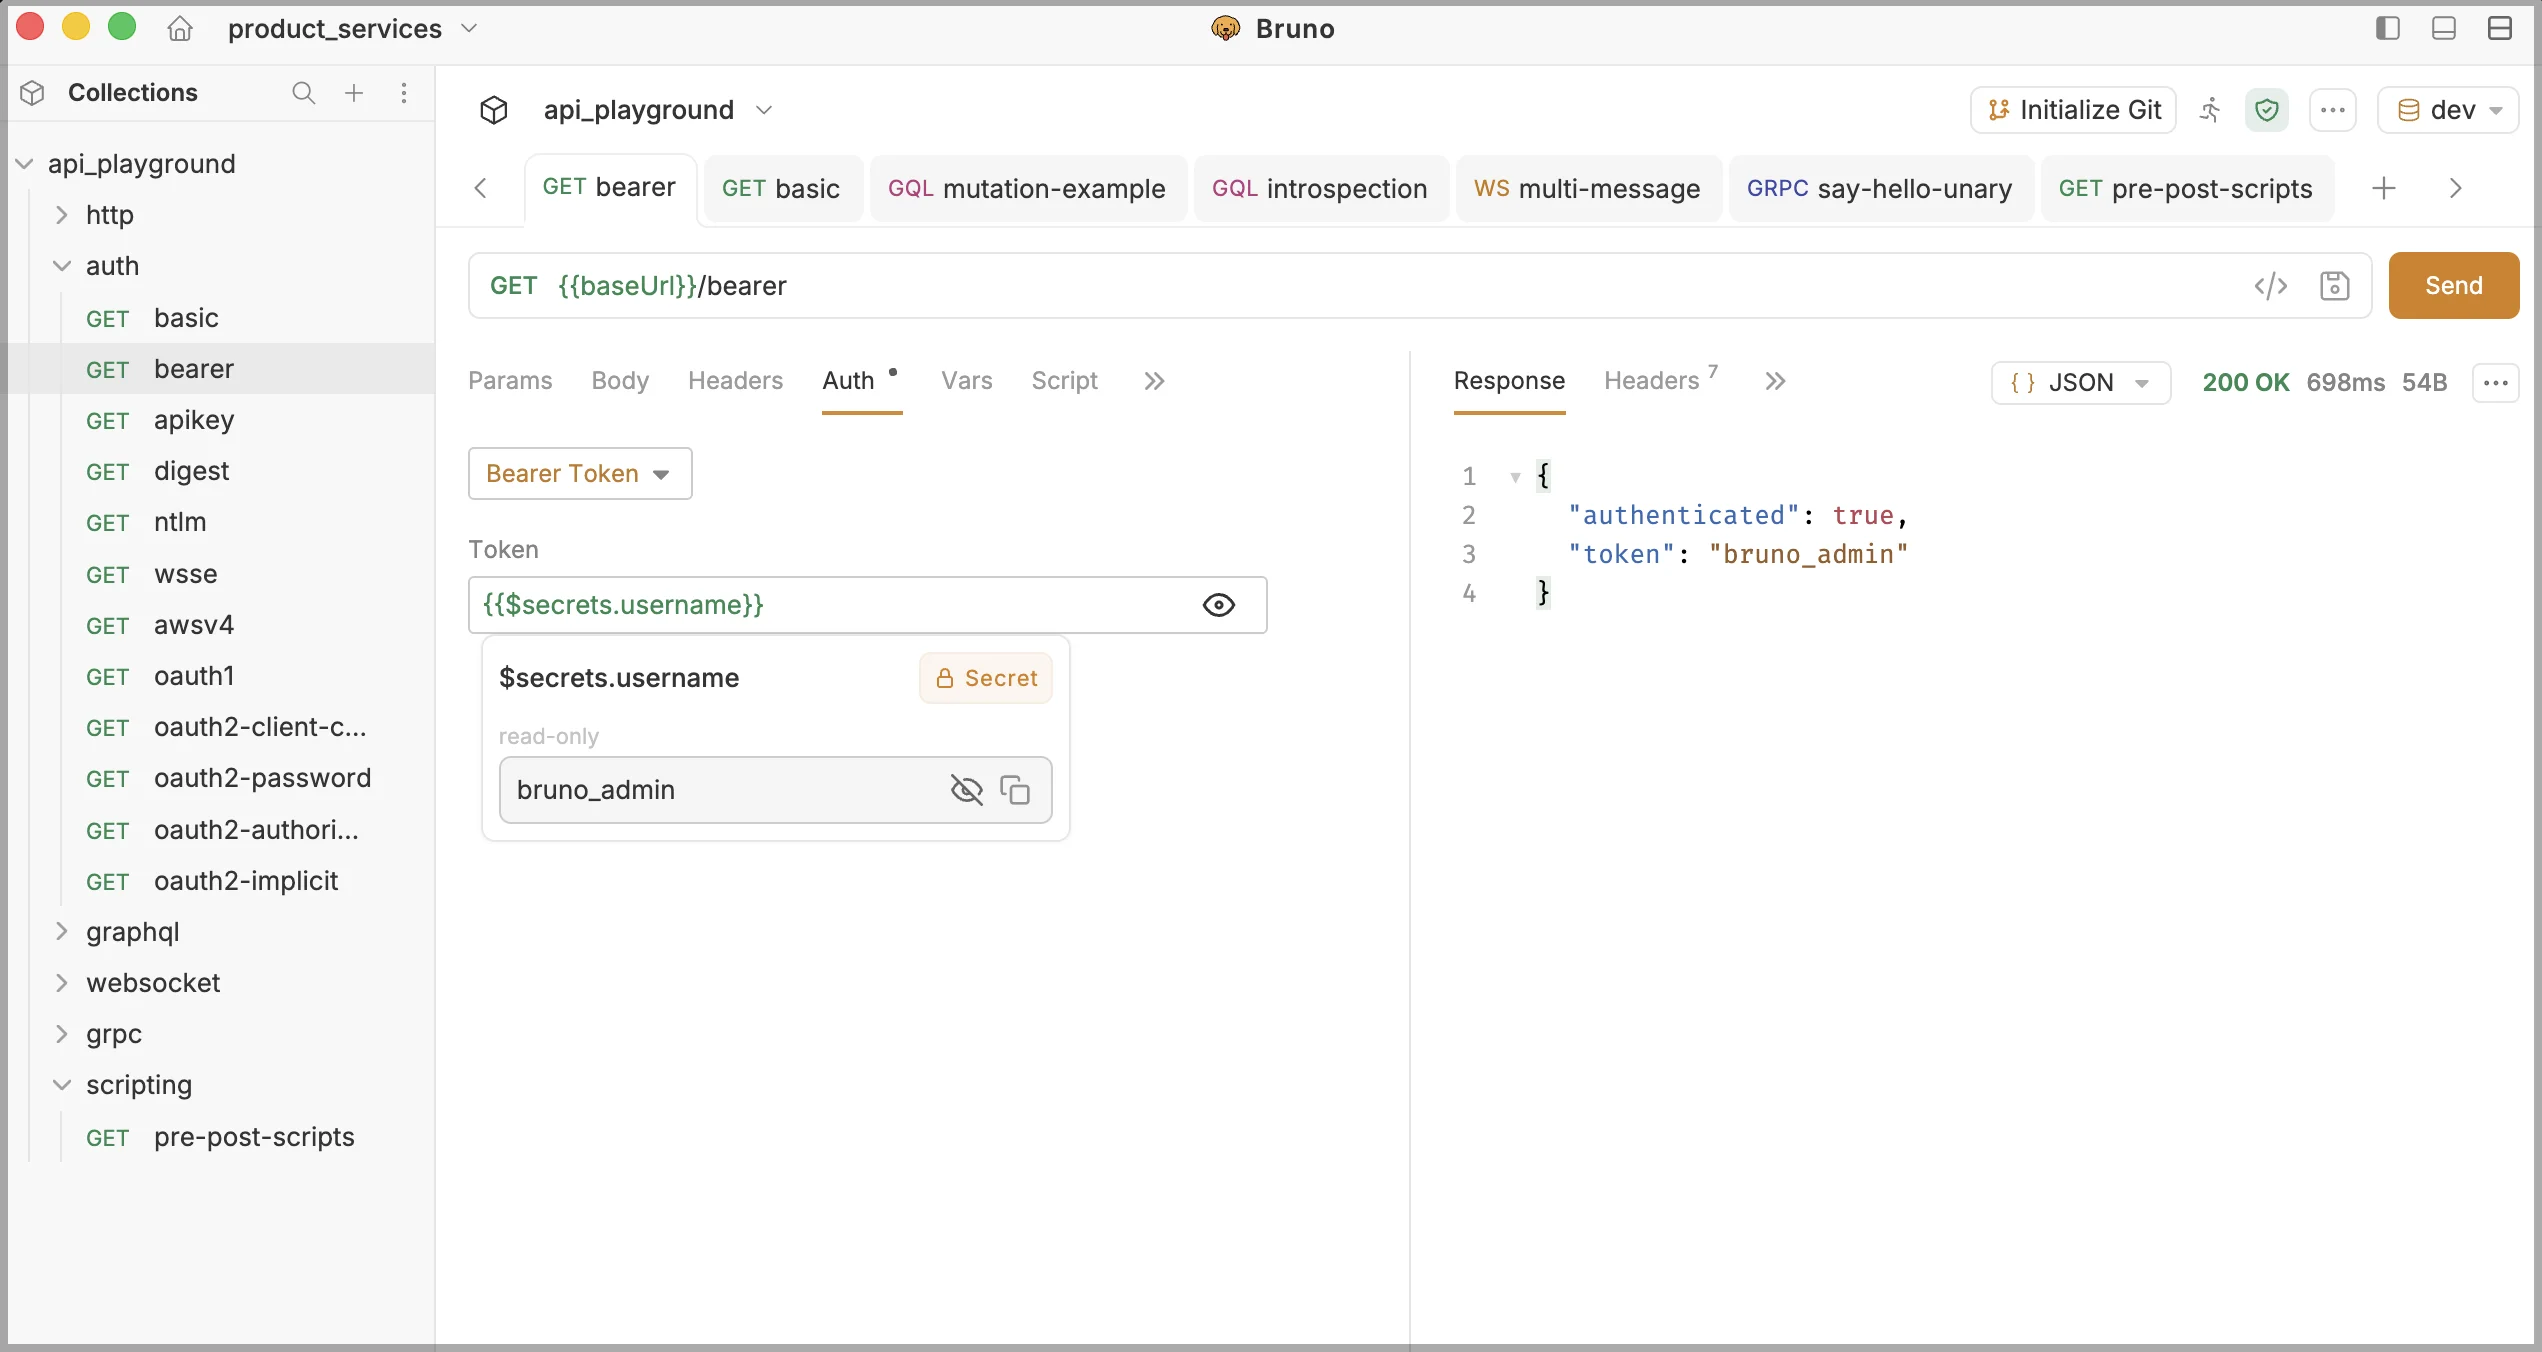 product_services
Bruno
Collections
api_playground
http
auth
GET basic
GET bearer
GET apikey
GET digest
GET ntlm
GET wsse
GET awsv4
GET oauth1
GET oauth2-client-c...
GET oauth2-password
GET oauth2-authori...
GET oauth2-implicit
graphql
websocket
grpc
scripting
GET pre-post-scripts
api_playground
Initialize Git
dev
GET bearer
GET basic
GQL mutation-example
GQL introspection
WS multi-message
GRPC say-hello-unary
GET pre-post-scripts
GET {{baseUrl}}/bearer
</>
Send
Params Body Headers Auth Vars Script
Bearer Token
Token
{{$secrets.username}}
$secrets.username
Secret
read-only
bruno_admin
Response Headers 7
{ } JSON
200 OK 698ms 54B
1 {
2 "authenticated": true,
3 "token": "bruno_admin"
4 }